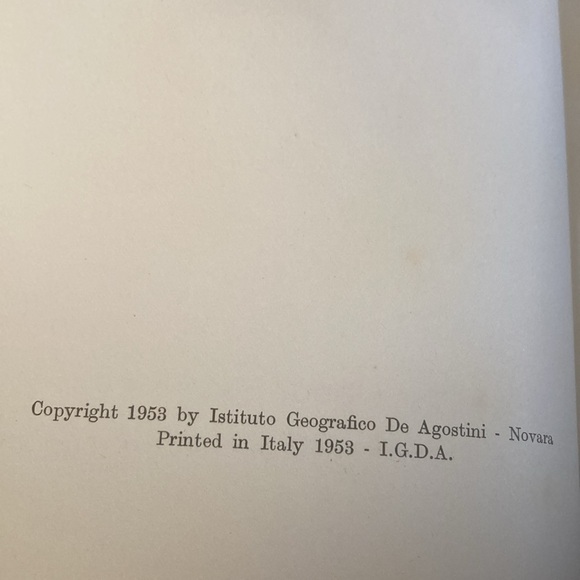 Copyright 1953 by Istituto Geografico De Agostini - Novara
Printed in Italy 1953 - I.G.D.A.